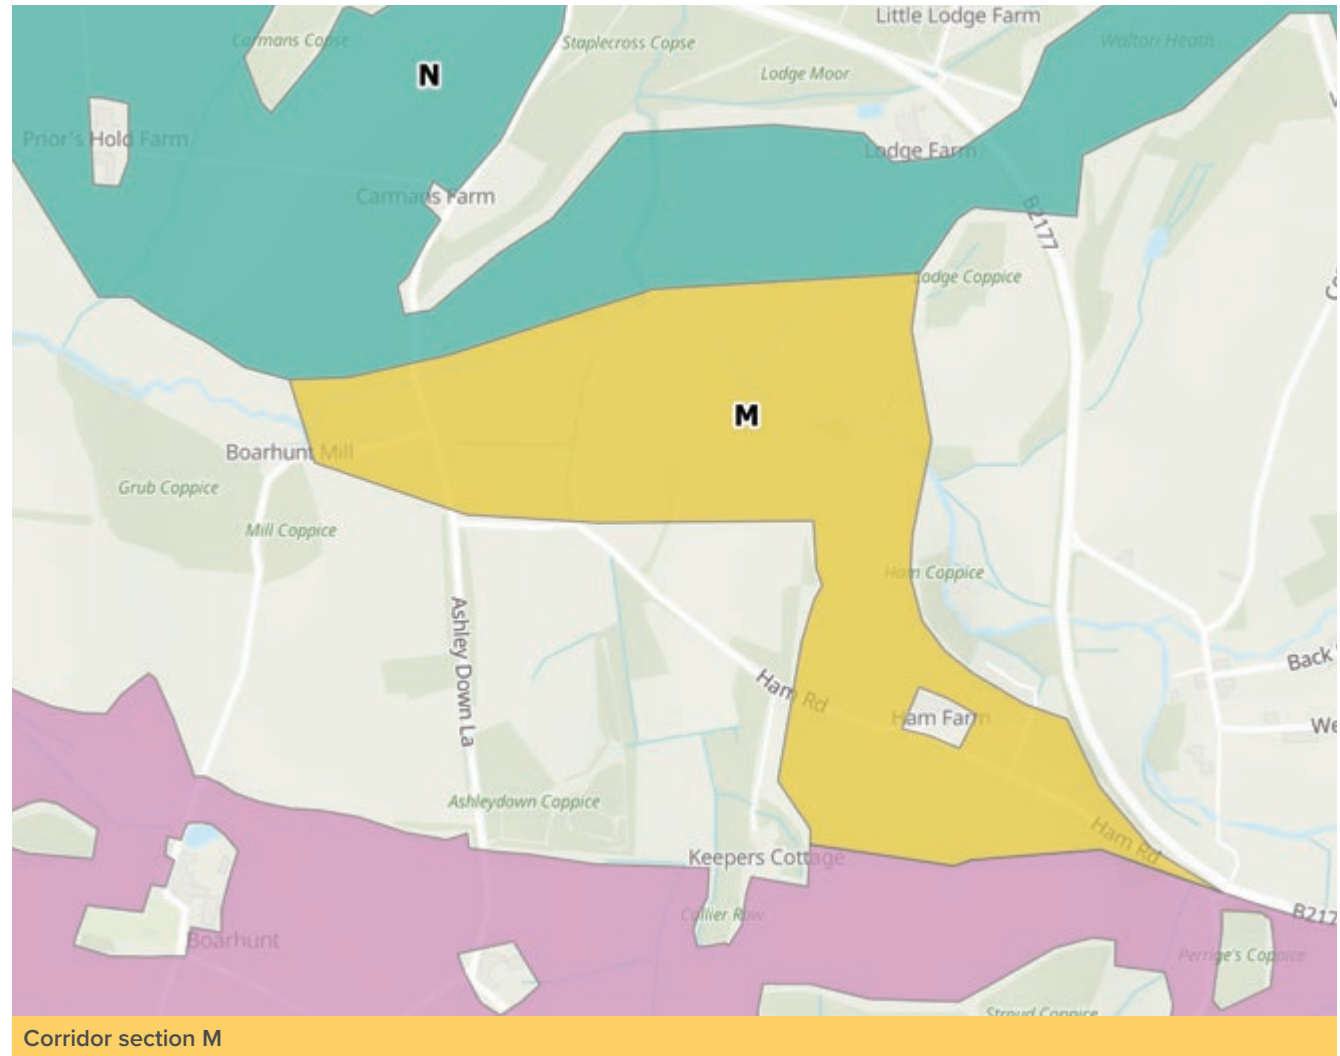 Little Lodge Farm
Carmans Copse
Staplecross Copse
Walton Heath
Lodge Moor
N
Prior's Hold Farm
Lodge Farm
Carmans Farm
B2177
Lodge Coppice
M
Boarhunt Mill
Grub Coppice
Mill Coppice
Ham Coppice
Ashley Down La
Back
Ham Rd
Ham Farm
We
Ashleydown Coppice
Ham Rd
Keepers Cottage
Collier Row
B217
Boarhunt
Perrige's Coppice
Stroud Coppice
Corridor section M